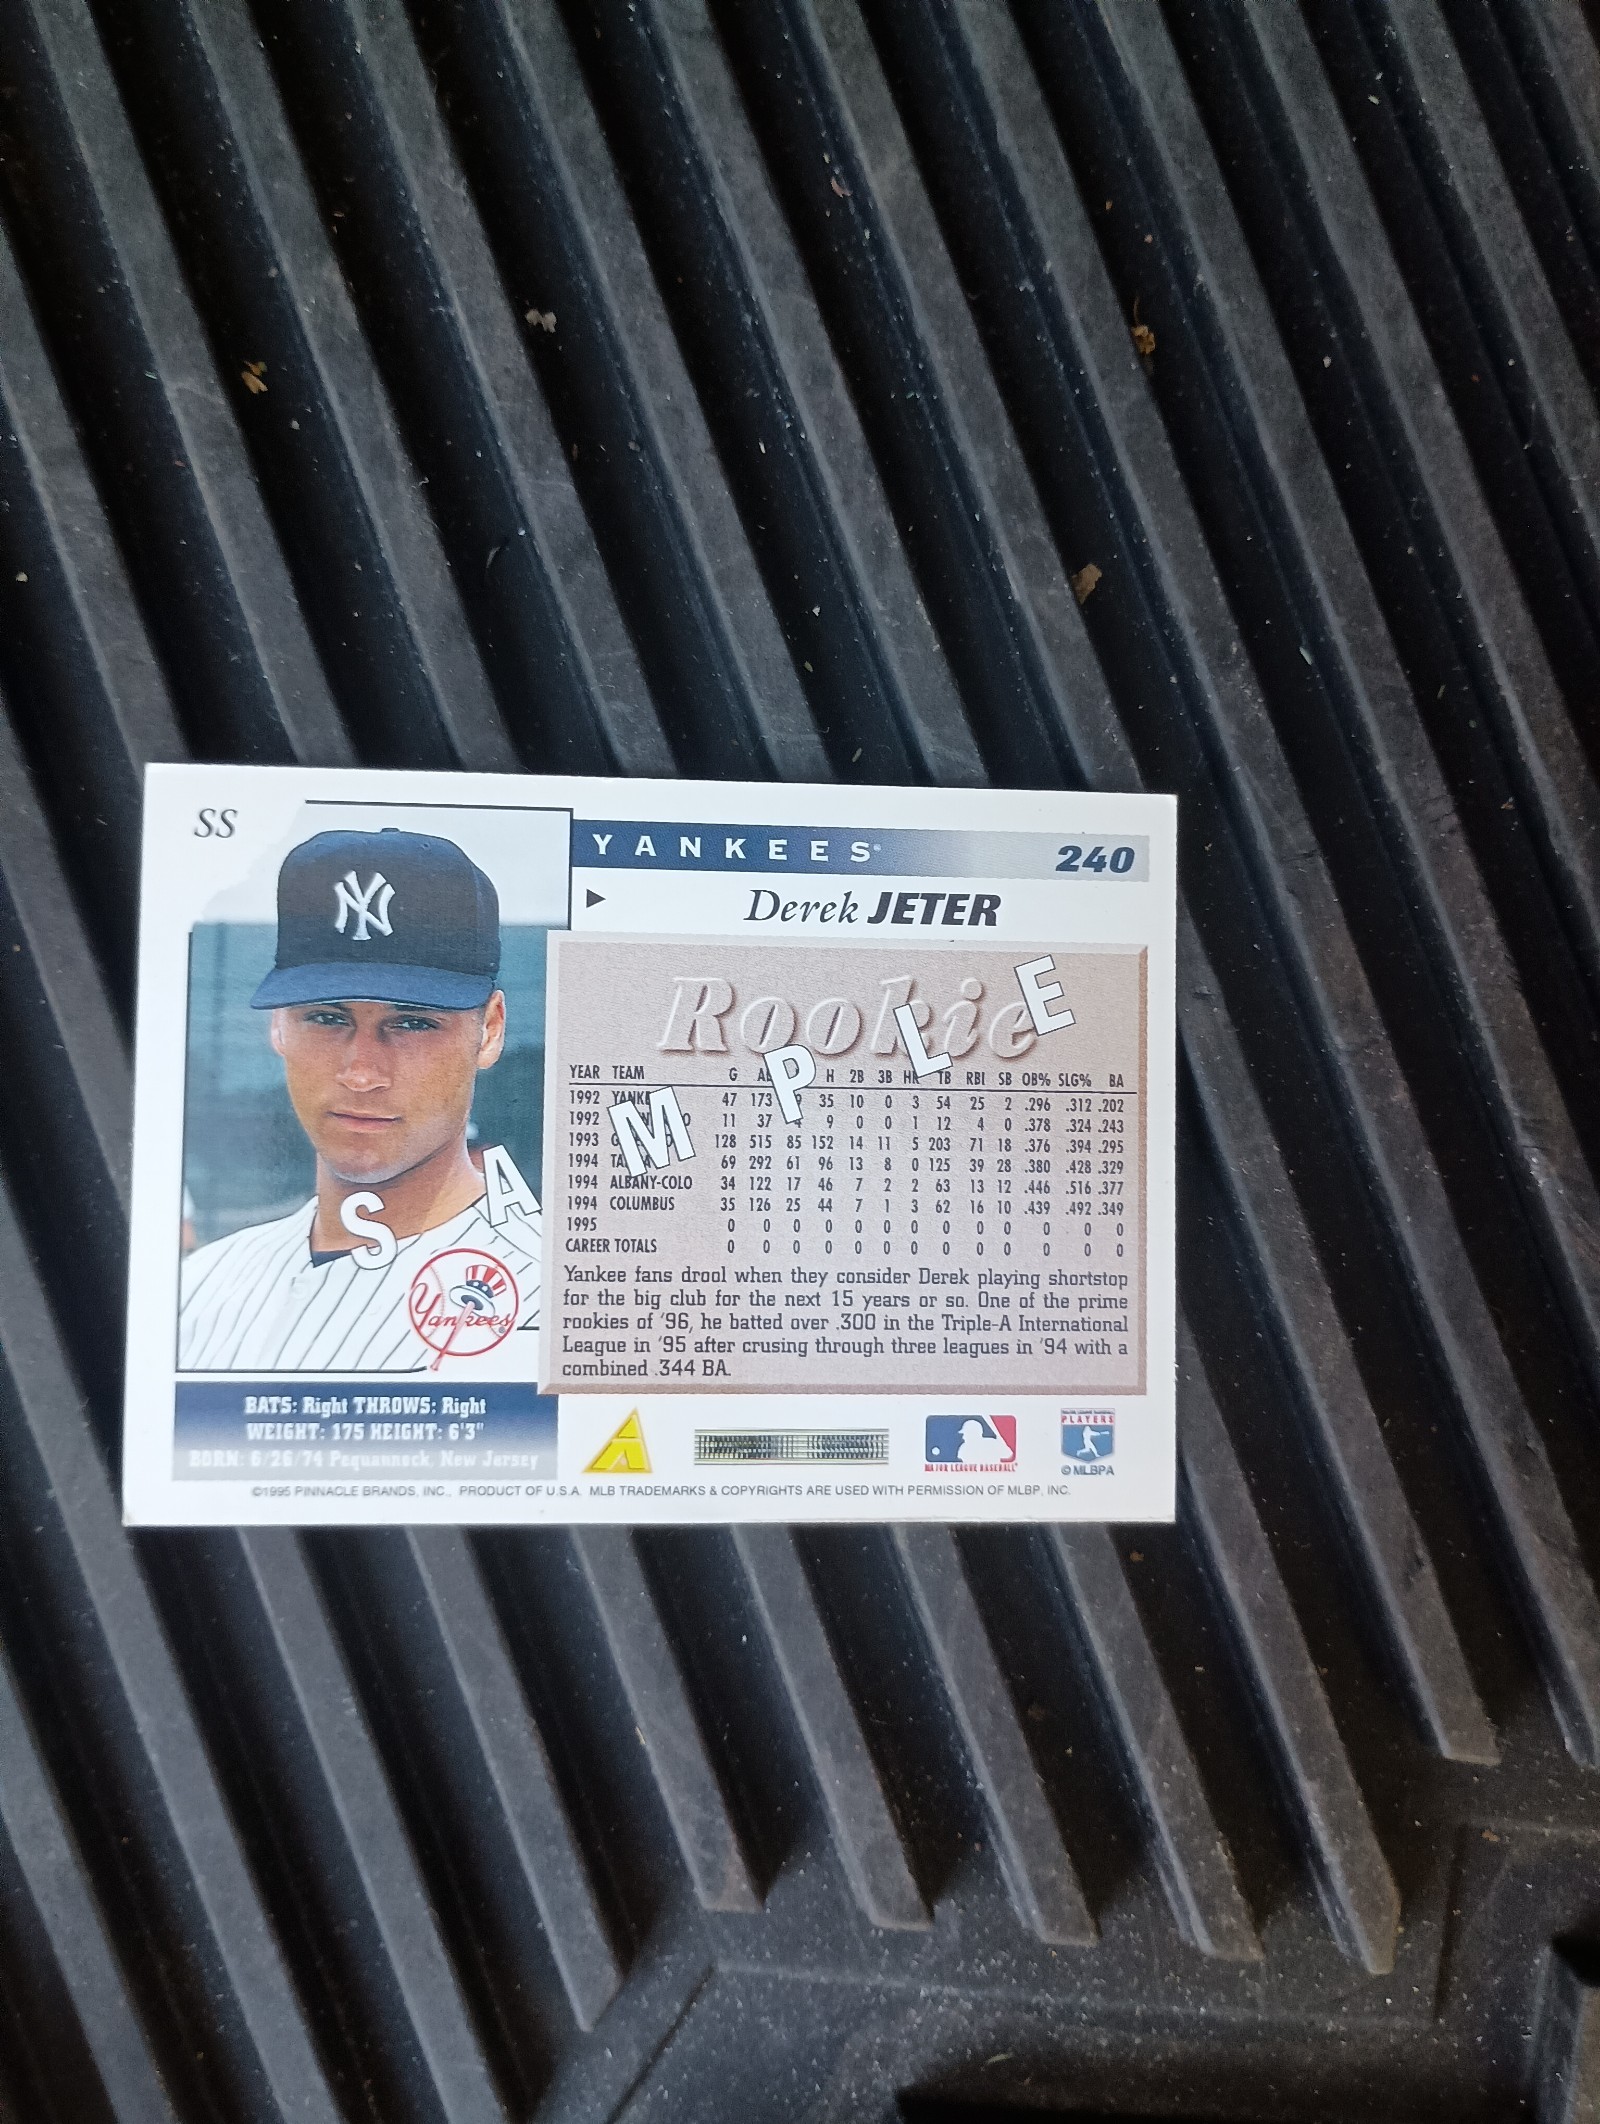 SS
NY
YANKEES
240
Derek JETER
Rookie
SAMPLE
YEAR TEAM G H 2B 3B HR TB RBI SB OB% SLG% BA
1992 47 173 35 10 0 3 54 25 2 .296 .312 .202
1992 11 37 4 9 0 0 1 12 4 0 .378 .324 .243
1993 128 515 85 152 14 11 5 203 71 18 .376 .394 .295
1994 69 292 61 96 13 8 0 125 39 28 .380 .428 .329
1994 ALBANY-COLO 34 122 17 46 7 2 2 63 13 12 .446 .516 .377
1994 COLUMBUS 35 126 25 44 7 1 3 62 16 10 .439 .492 .349
1995 0 0 0 0 0 0 0 0 0 0 0 0 0
CAREER TOTALS 0 0 0 0 0 0 0 0 0 0 0 0 0
Yankee fans drool when they consider Derek playing shortstop
for the big club for the next 15 years or so. One of the prime
rookies of '96, he batted over .300 in the Triple-A International
League in '95 after crusing through three leagues in '94 with a
combined .344 BA.
Yankees
BATS: Right THROWS: Right
WEIGHT: 175 HEIGHT: 6'3"
BORN: 6/26/74 Pequannock, New Jersey
MAJOR LEAGUE BASEBALL
MAJOR LEAGUE BASEBALL
PLAYERS
© MLBPA
©1995 PINNACLE BRANDS, INC., PRODUCT OF U.S.A. MLB TRADEMARKS & COPYRIGHTS ARE USED WITH PERMISSION OF MLBP, INC.